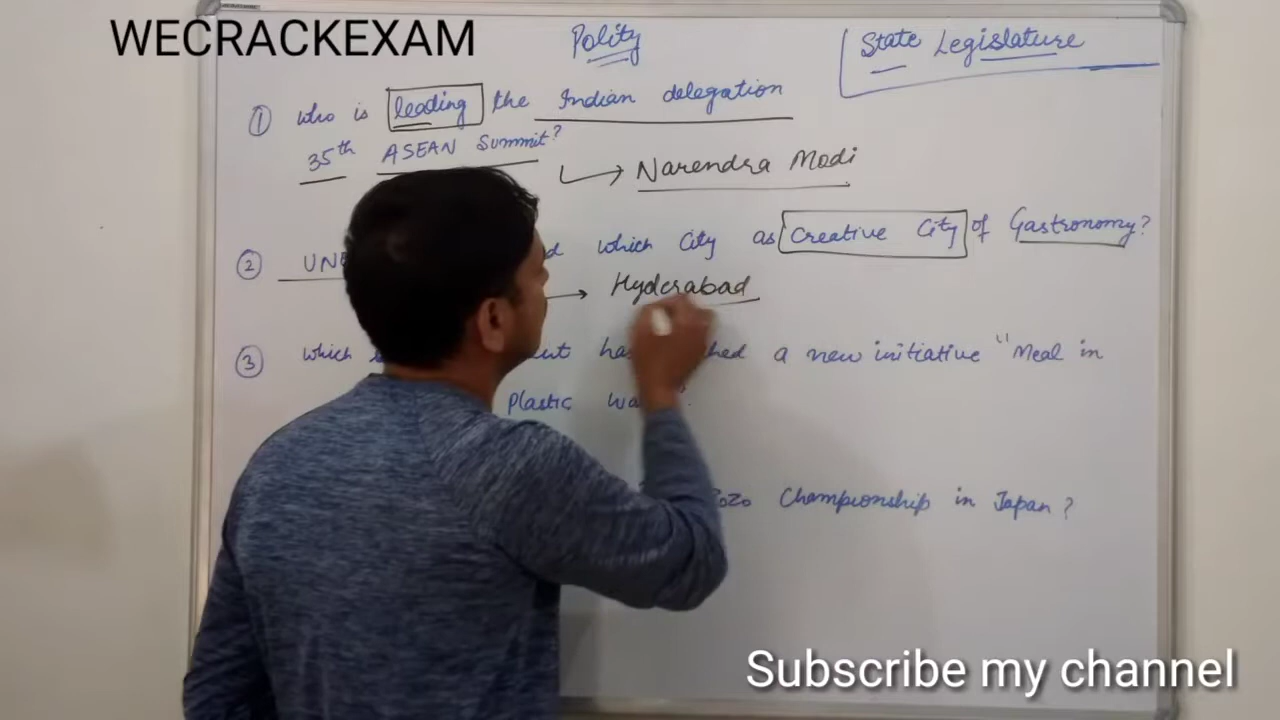 WECRACKEXAM
Polity
State Legislature
① Who is leading the Indian delegation
35th ASEAN Summit?
→ Narendra Modi
② which City as Creative City of Gastronomy?
→ Hyderabad
③ which has a new initiative "Meal in
Plastic
Zozo Championship in Japan?
Subscribe my channel